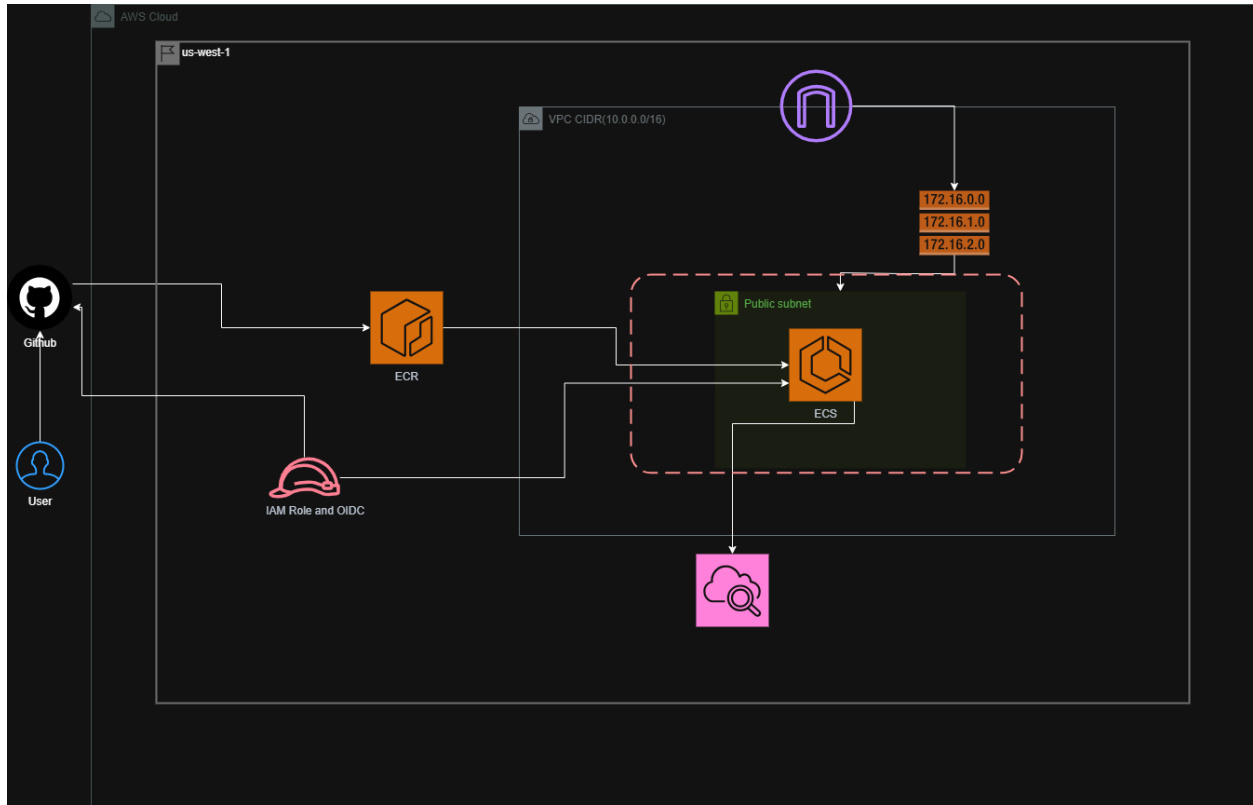 AWS Cloud
us-west-1
VPC CIDR(10.0.0.0/16)
172.16.0.0
172.16.1.0
172.16.2.0
Public subnet
Github
ECR
ECS
User
IAM Role and OIDC